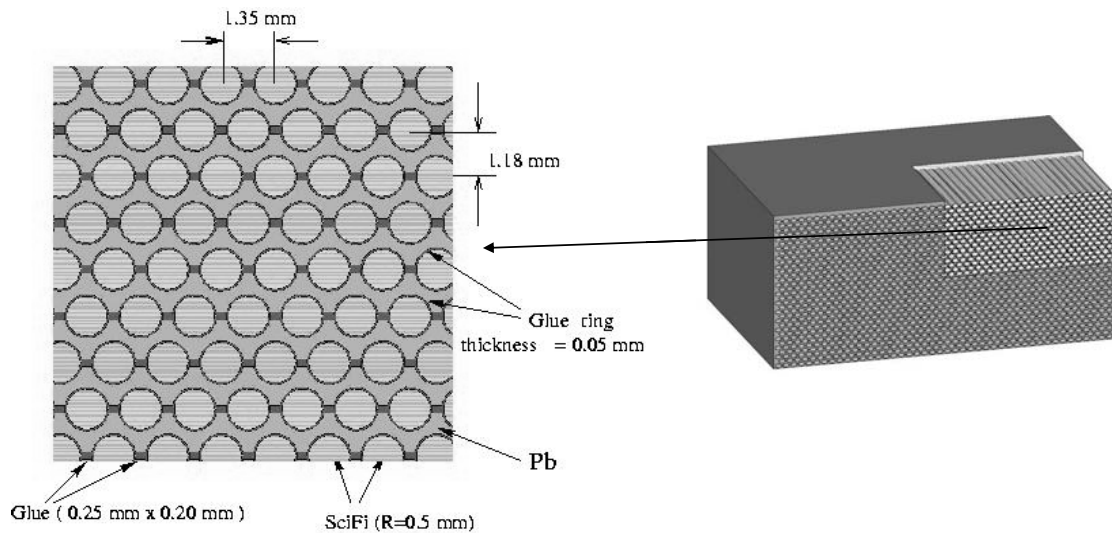 1.35 mm
1.18 mm
Glue ring
thickness = 0.05 mm
Pb
Glue ( 0.25 mm x 0.20 mm )
SciFi (R=0.5 mm)